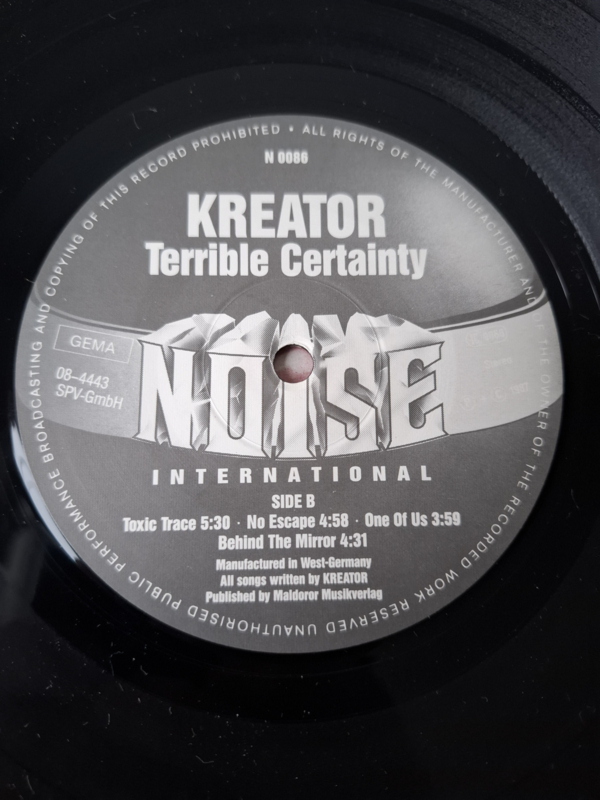 N 0086
KREATOR
Terrible Certainty
GEMA
08-4443
SPV-GmbH
NOISE
INTERNATIONAL
SIDE B
Toxic Trace 5:30 · No Escape 4:58 · One Of Us 3:59
Behind The Mirror 4:31
Manufactured in West-Germany
All songs written by KREATOR
Published by Maldoror Musikverlag
ALL RIGHTS OF THE MANUFACTURER AND OF THE OWNER OF THE RECORDED WORK RESERVED UNAUTHORISED PUBLIC PERFORMANCE BROADCASTING AND COPYING OF THIS RECORD PROHIBITED •